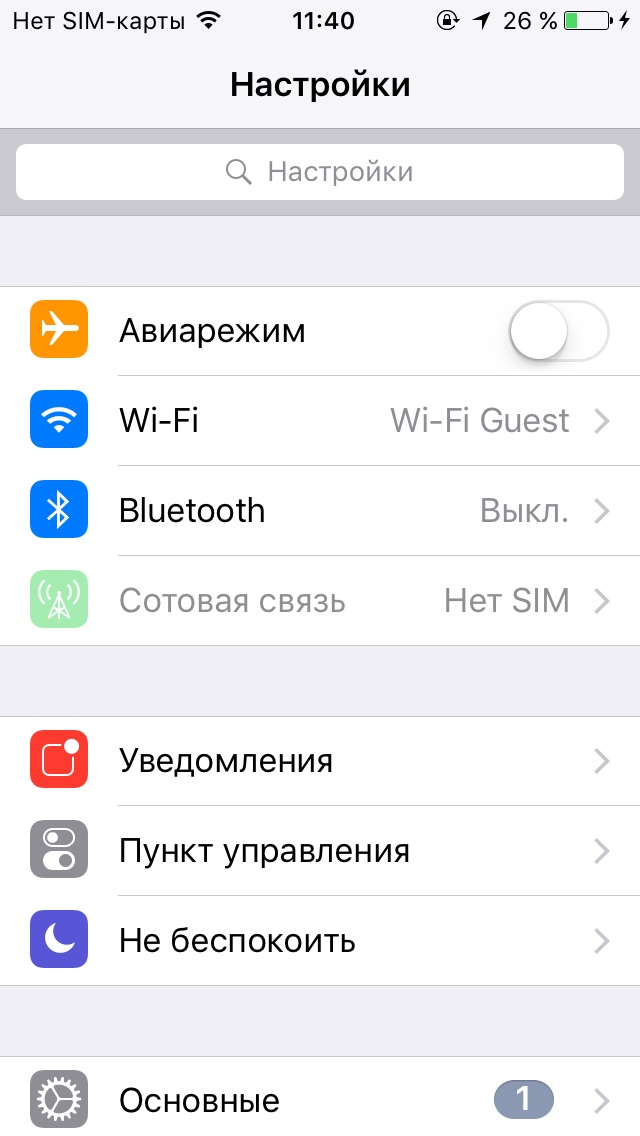 Нет SIM-карты 11:40 26 %
Настройки
Настройки
Авиарежим
Wi-Fi Wi-Fi Guest
Bluetooth Выкл.
Сотовая связь Нет SIM
Уведомления
Пункт управления
Не беспокоить
Основные 1